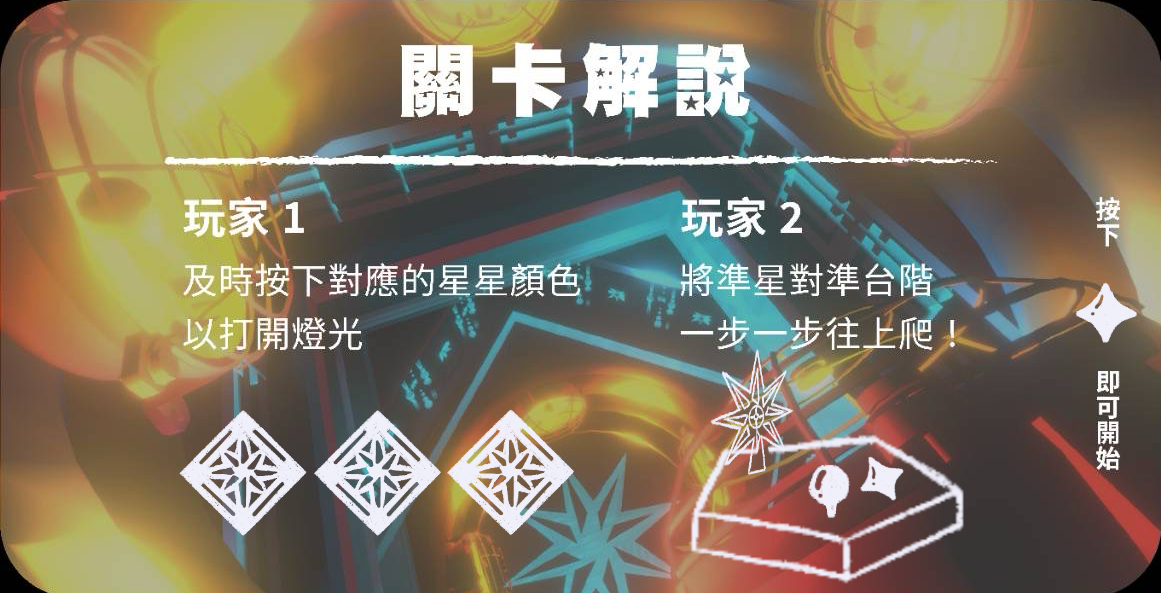 關卡解說
玩家 1
及時按下對應的星星顏色
以打開燈光
玩家 2
將準星對準台階
一步一步往上爬！
按下
即可開始